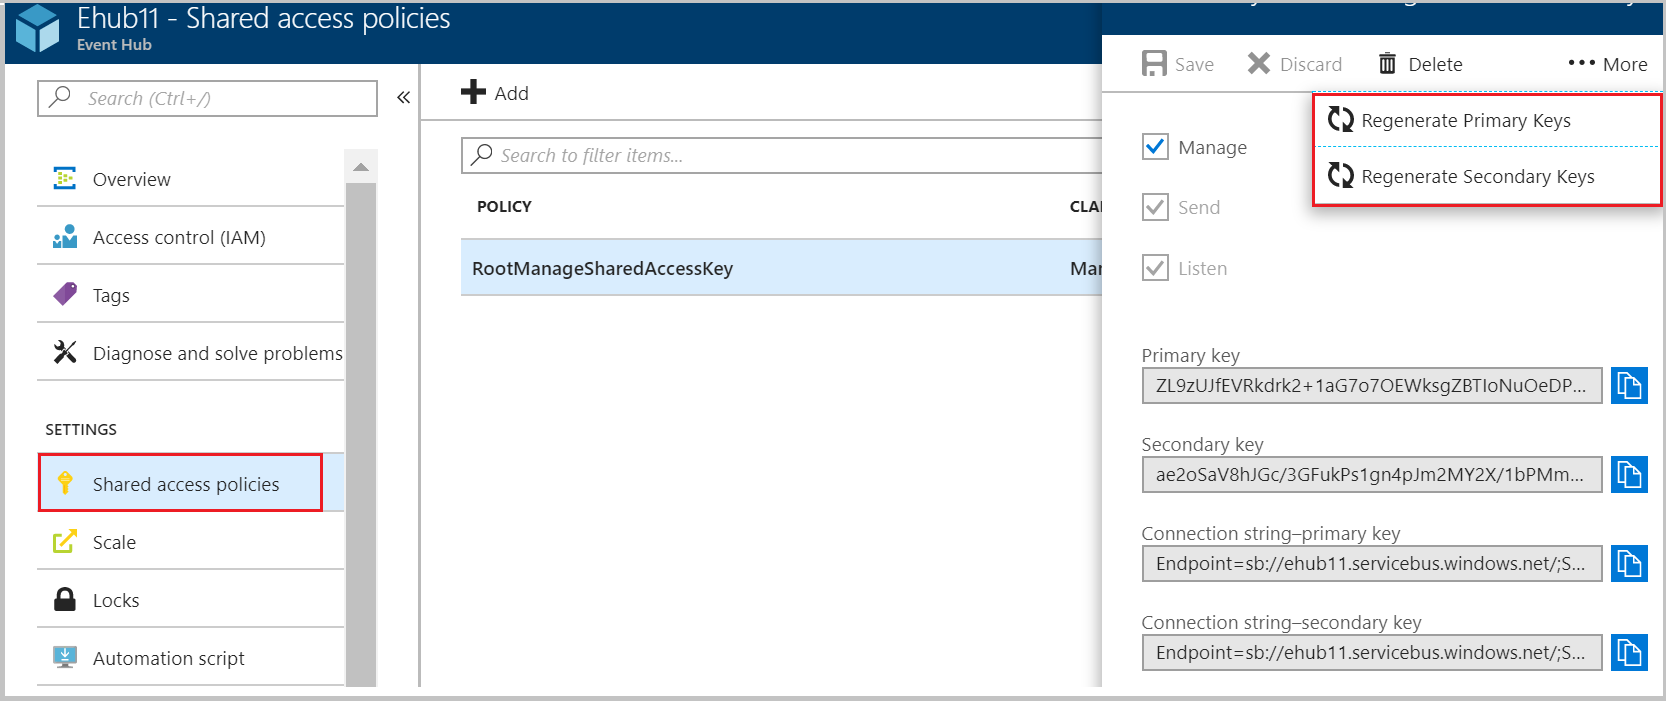 Ehub11 - Shared access policies
Event Hub
Search (Ctrl+/)
Overview
Access control (IAM)
Tags
Diagnose and solve problems
SETTINGS
Shared access policies
Scale
Locks
Automation script
Add
Search to filter items...
POLICY
CLAI
RootManageSharedAccessKey
Mar
Save
Discard
Delete
More
Regenerate Primary Keys
Regenerate Secondary Keys
Manage
Send
Listen
Primary key
ZL9zUJfEVRkdrk2+1aG7o7OEWksgZBTIoNuOeDP...
Secondary key
ae2oSaV8hJGc/3GFukPs1gn4pJm2MY2X/1bPMm...
Connection string–primary key
Endpoint=sb://ehub11.servicebus.windows.net/;S...
Connection string–secondary key
Endpoint=sb://ehub11.servicebus.windows.net/;S...